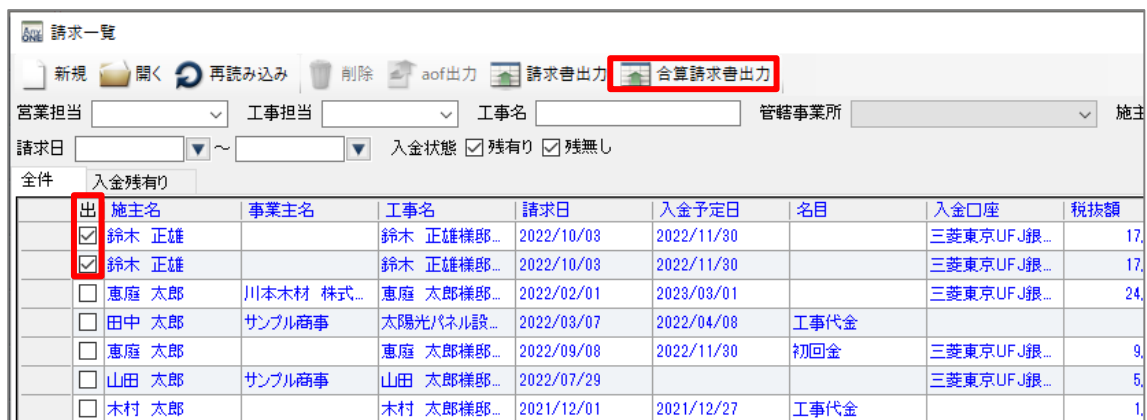 Any ONE 請求一覧
新規 開く 再読み込み 削除 aof出力 請求書出力 合算請求書出力
営業担当 工事担当 工事名 管轄事業所 施主
請求日 ～ 入金状態 残有り 残無し
全件 入金残有り
出 施主名 事業主名 工事名 請求日 入金予定日 名目 入金口座 税抜額
鈴木 正雄 鈴木 正雄様邸... 2022/10/03 2022/11/30 三菱東京UFJ銀... 17,
鈴木 正雄 鈴木 正雄様邸... 2022/10/03 2022/11/30 三菱東京UFJ銀... 17,
恵庭 太郎 川本木材 株式... 恵庭 太郎様邸... 2022/02/01 2023/03/01 三菱東京UFJ銀... 24,
田中 太郎 サンプル商事 太陽光パネル設... 2022/03/07 2022/04/08 工事代金
恵庭 太郎 恵庭 太郎様邸... 2022/09/08 2022/11/30 初回金 三菱東京UFJ銀... 9,
山田 太郎 サンプル商事 山田 太郎様邸... 2022/07/29 三菱東京UFJ銀... 5,
木村 太郎 木村 太郎様邸... 2021/12/01 2021/12/27 工事代金 1,